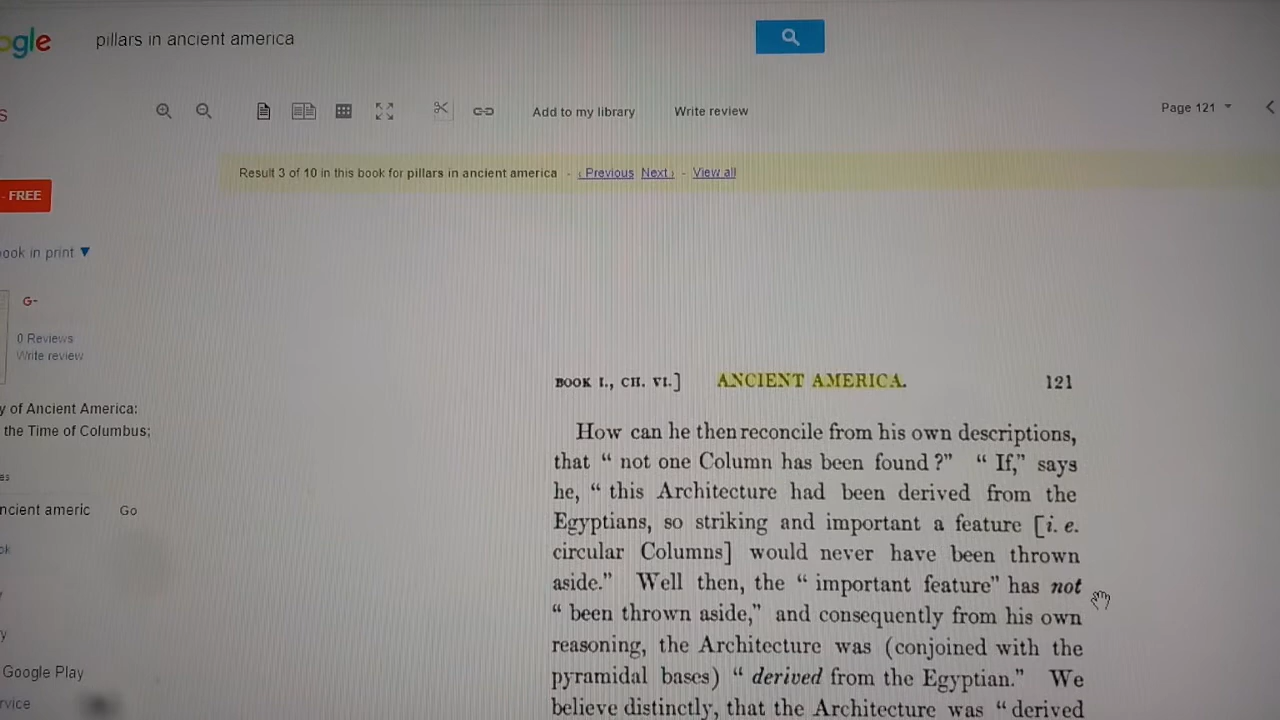 ogle
pillars in ancient america
s
Add to my library
Write review
Page 121
Result 3 of 10 in this book for pillars in ancient america - ‹ Previous Next › - View all
- FREE
ook in print ▼
G-
0 Reviews
Write review
y of Ancient America:
the Time of Columbus;
es
ncient americ
Go
ok
y
Google Play
rvice
BOOK I., CH. VI.] ANCIENT AMERICA. 121
How can he then reconcile from his own descriptions,
that “ not one Column has been found ?” “ If,” says
he, “ this Architecture had been derived from the
Egyptians, so striking and important a feature [i. e.
circular Columns] would never have been thrown
aside.” Well then, the “ important feature” has not
“ been thrown aside,” and consequently from his own
reasoning, the Architecture was (conjoined with the
pyramidal bases) “ derived from the Egyptian.” We
believe distinctly, that the Architecture was “ derived